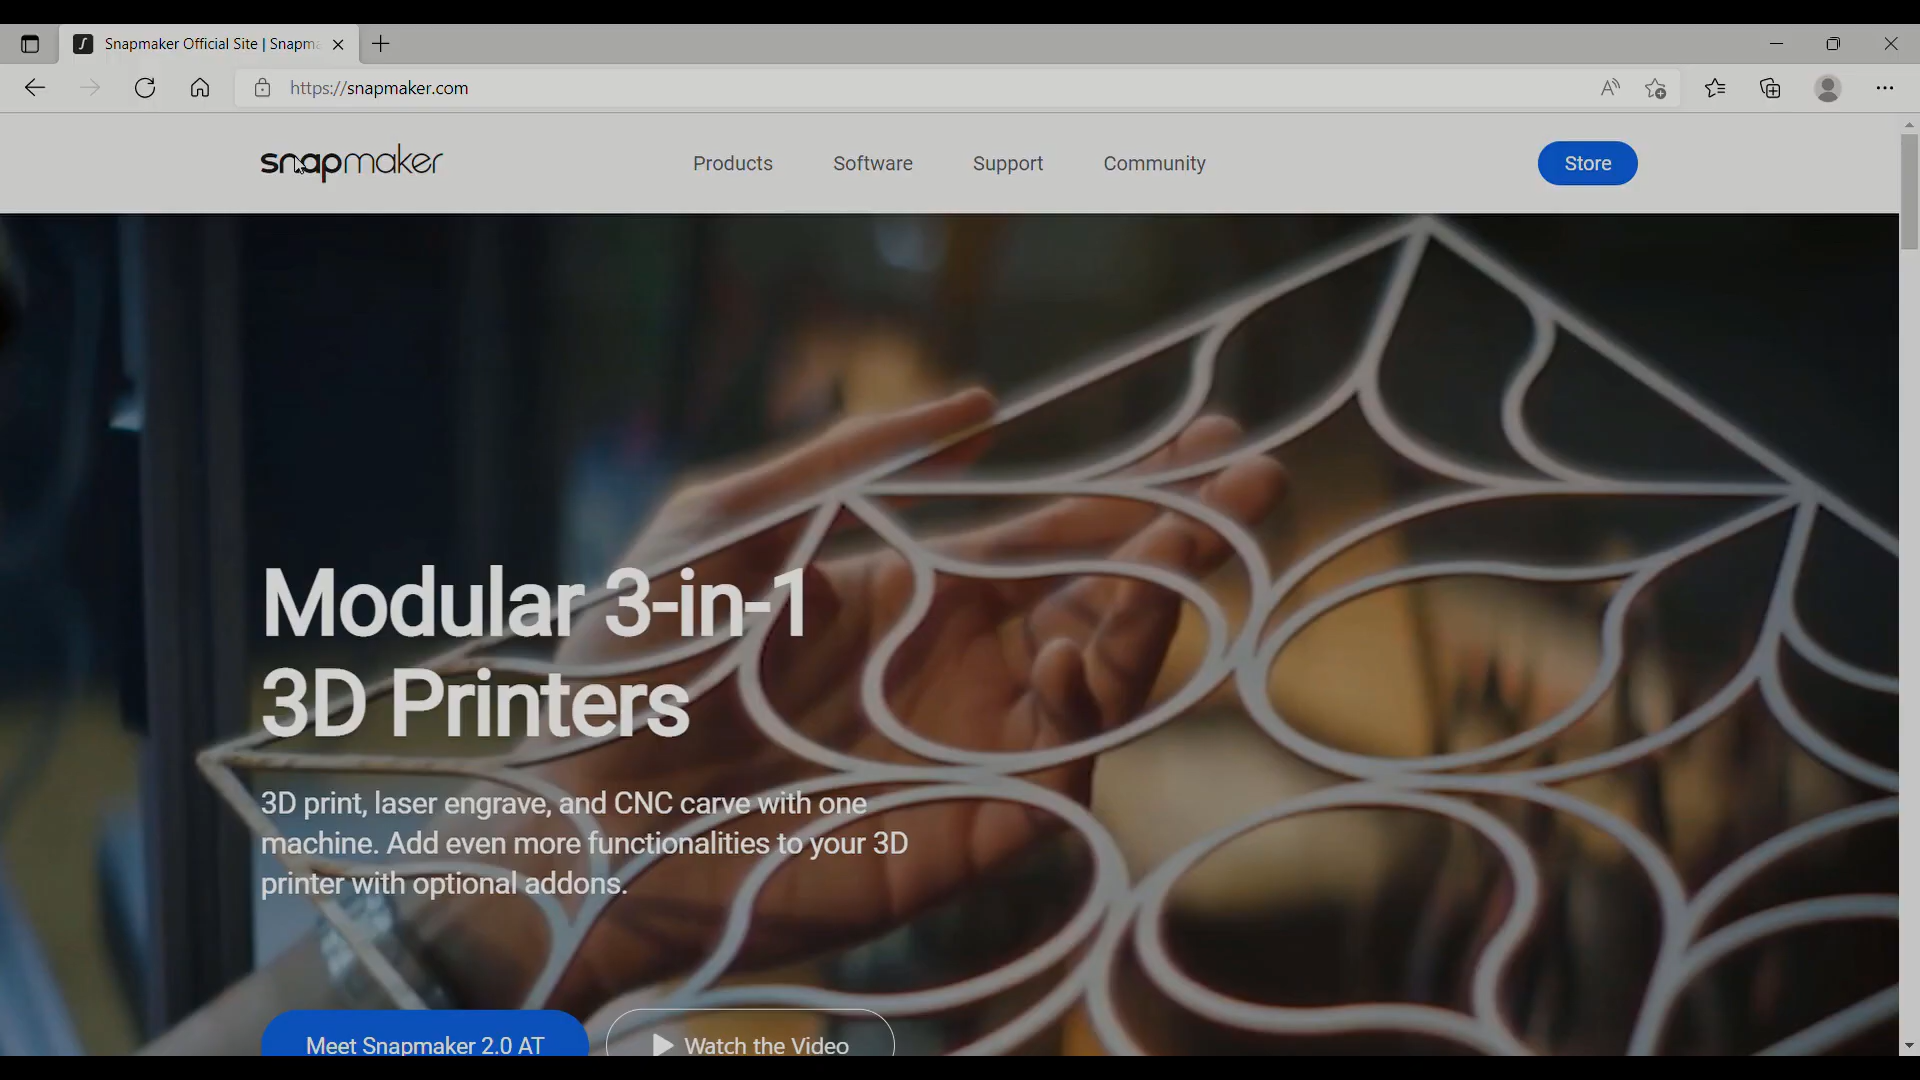 Snapmaker Official Site | Snapma
https://snapmaker.com
snapmaker
Products
Software
Support
Community
Store
Modular 3-in-1
3D Printers
3D print, laser engrave, and CNC carve with one
machine. Add even more functionalities to your 3D
printer with optional addons.
Meet Snapmaker 2.0 AT
Watch the Video